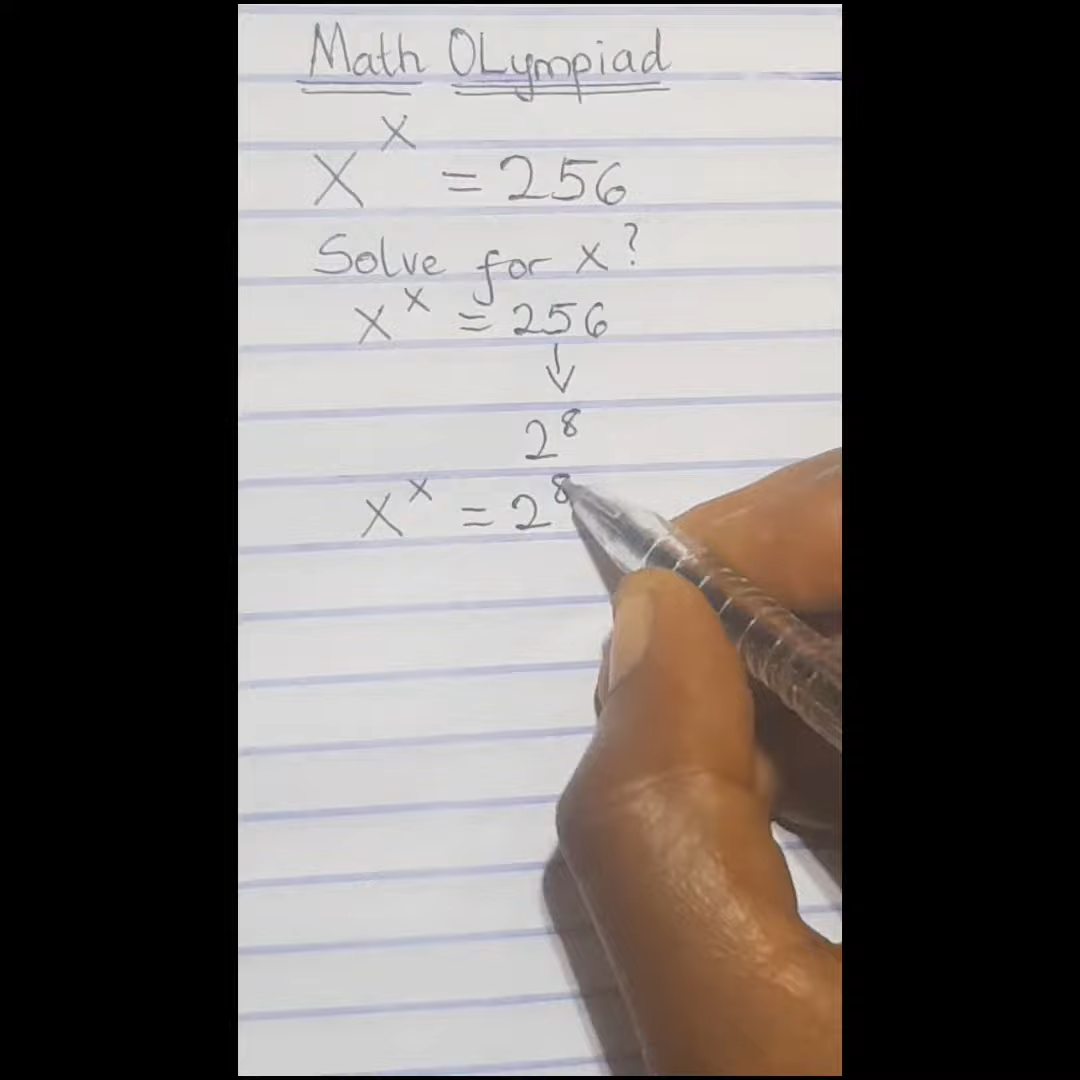 Math OLympiad
X^X = 256
Solve for x?
x^x = 256
↓
2^8
x^x = 2^8